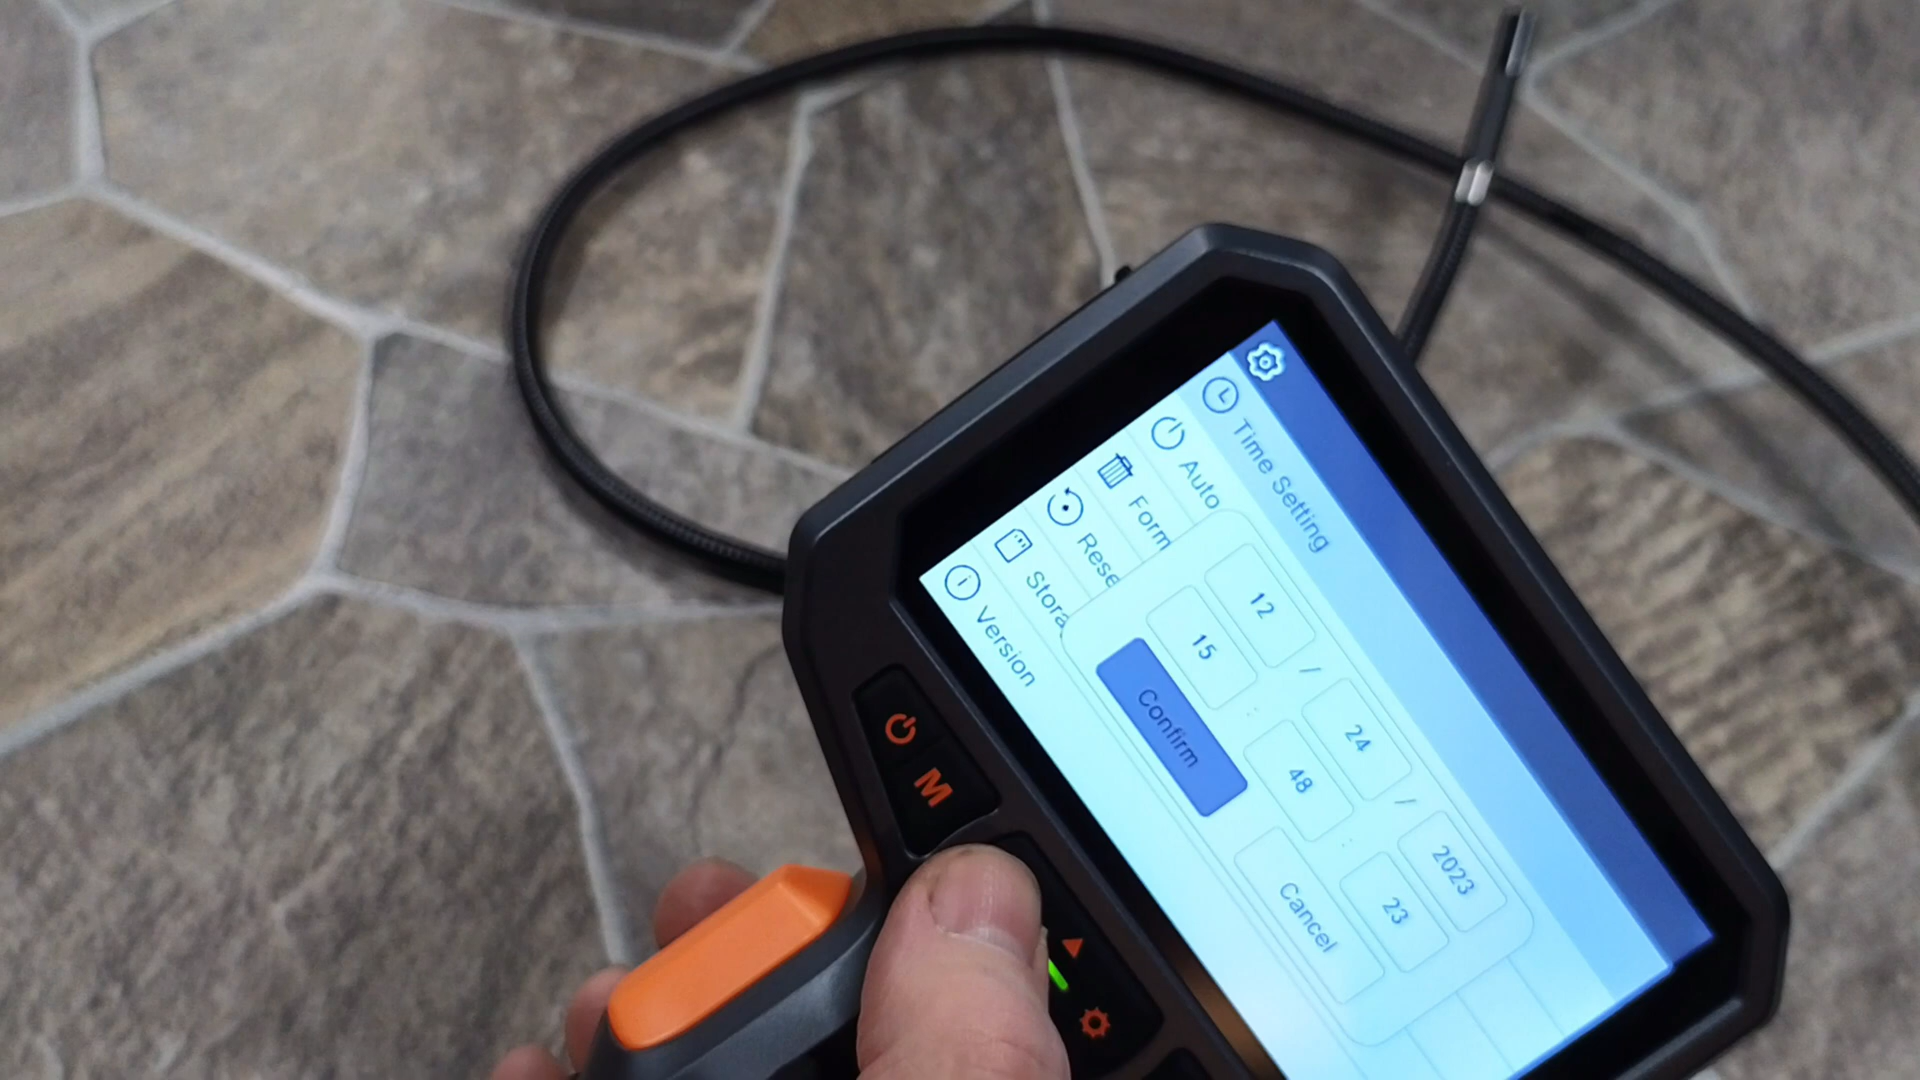 Time Setting
Auto
Form
Rese
Stora
Version
12 / 24 / 2023
15 : 48 : 23
Confirm
Cancel
M